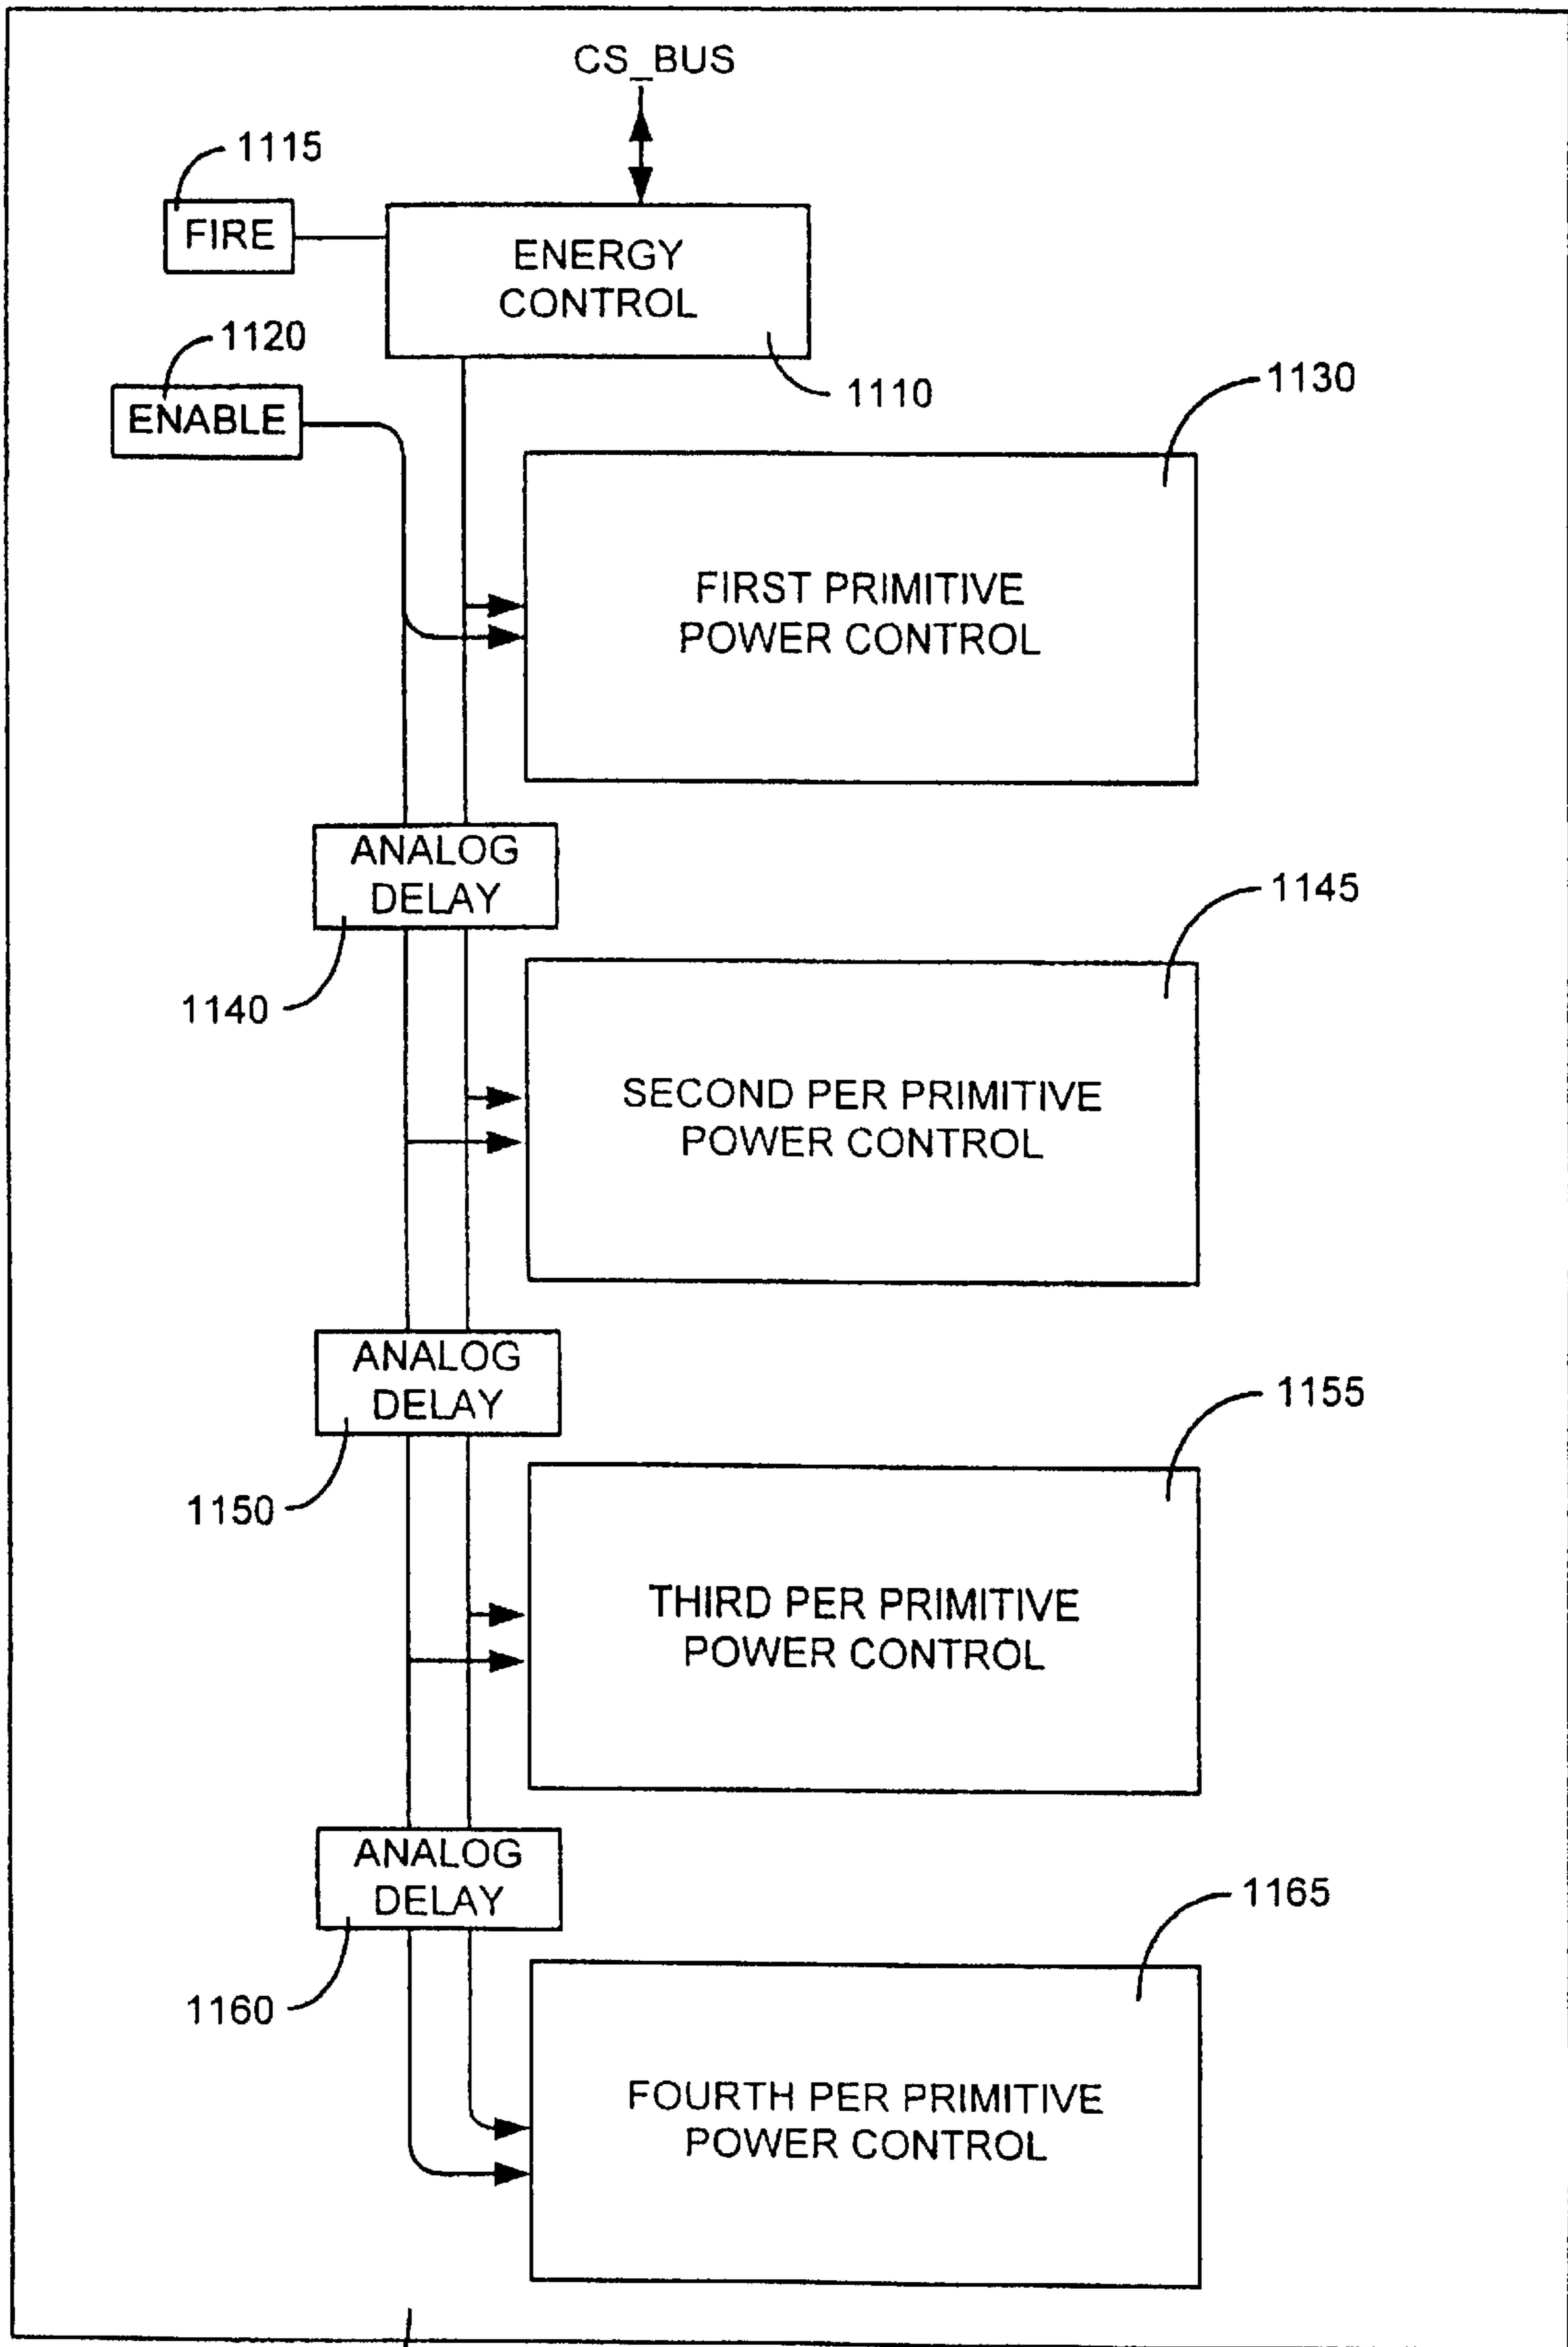 CS_BUS
1115
FIRE
ENERGY
CONTROL
1120
1110
1130
ENABLE
FIRST PRIMITIVE
POWER CONTROL
ANALOG
DELAY
1145
1140
SECOND PER PRIMITIVE
POWER CONTROL
ANALOG
DELAY
1155
1150
THIRD PER PRIMITIVE
POWER CONTROL
ANALOG
DELAY
1165
1160
FOURTH PER PRIMITIVE
POWER CONTROL